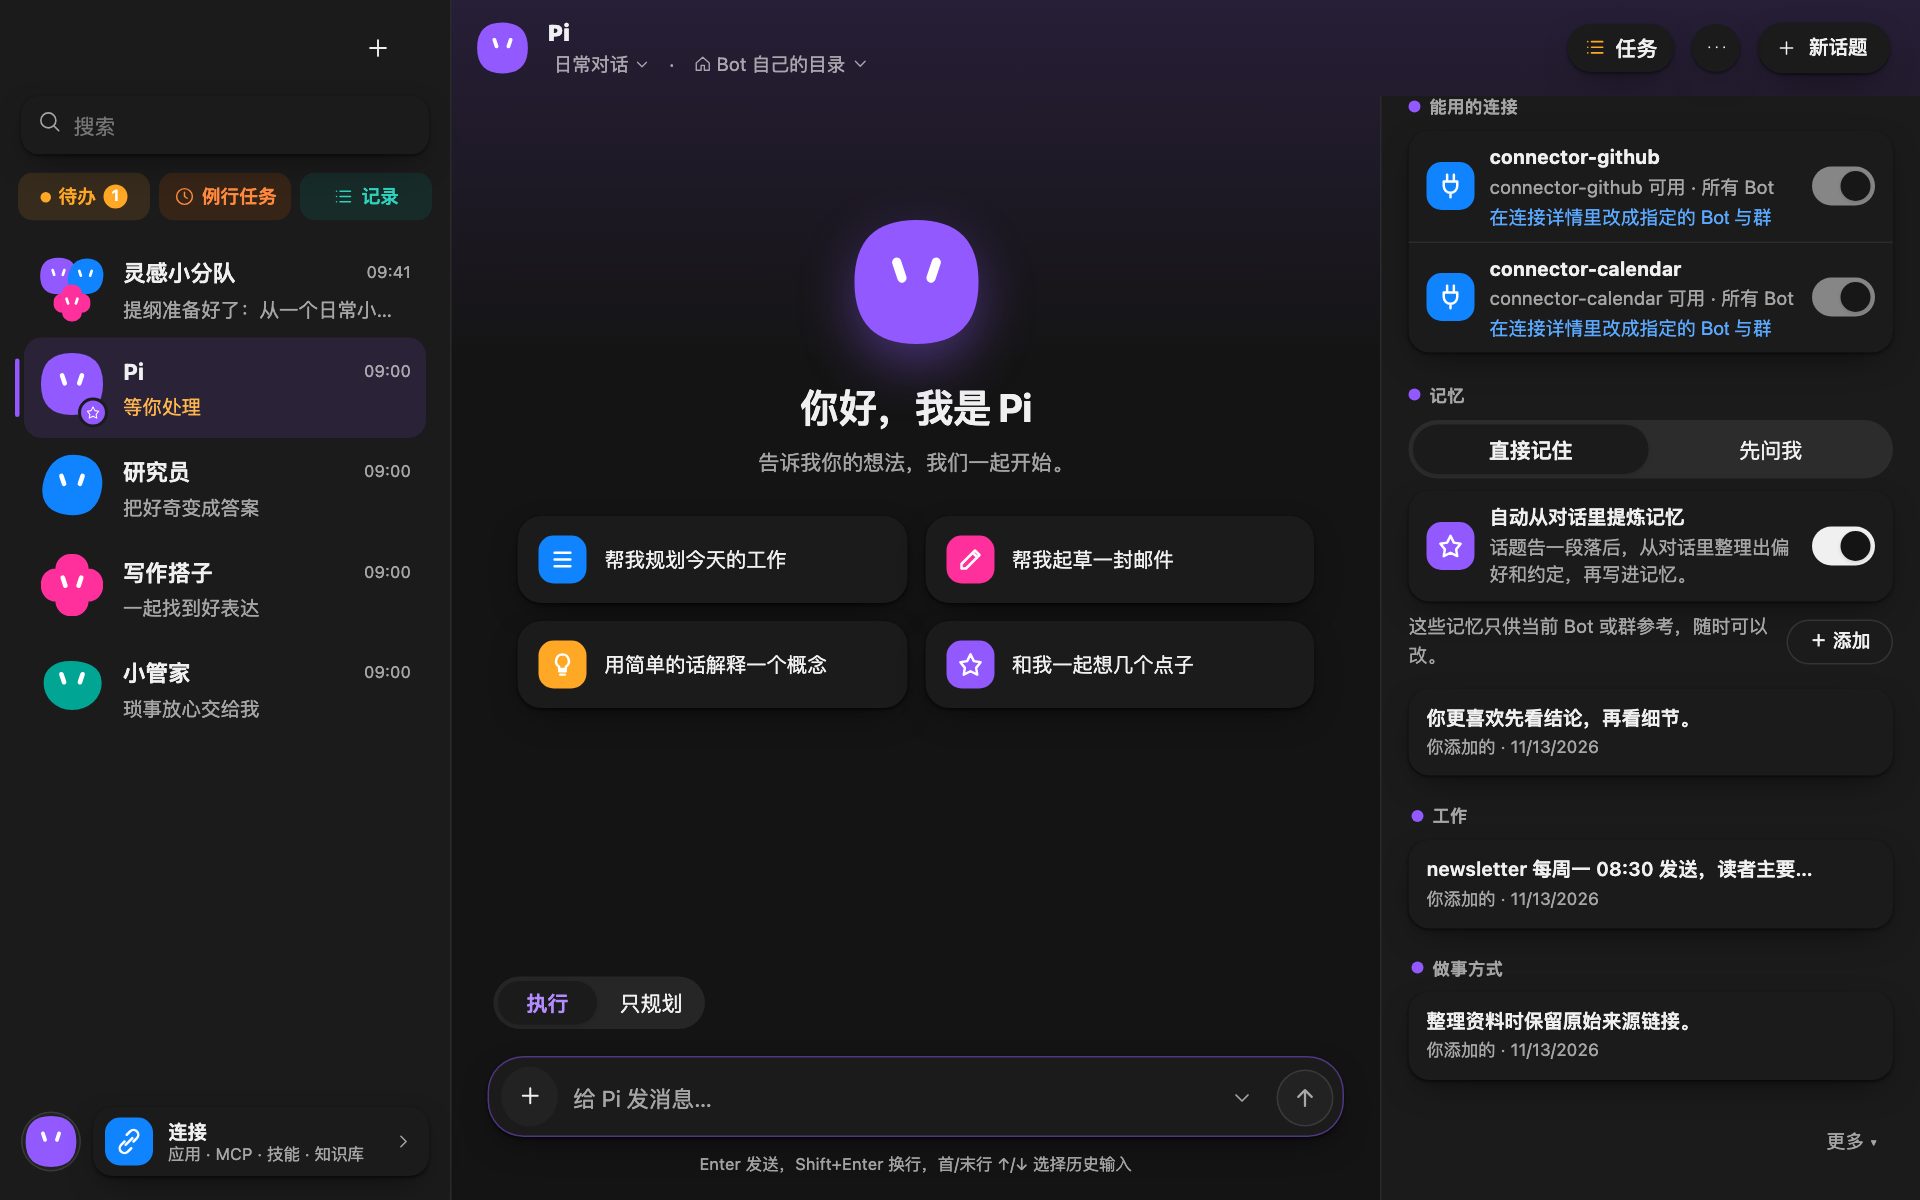 搜索
待办 1
例行任务
记录
灵感小分队 09:41
提纲准备好了：从一个日常小...
Pi 09:00
等你处理
研究员 09:00
把好奇变成答案
写作搭子 09:00
一起找到好表达
小管家 09:00
琐事放心交给我
连接
应用 · MCP · 技能 · 知识库
Pi
日常对话 · Bot 自己的目录
任务
新话题
你好，我是 Pi
告诉我你的想法，我们一起开始。
帮我规划今天的工作
帮我起草一封邮件
用简单的话解释一个概念
和我一起想几个点子
执行
只规划
给 Pi 发消息...
Enter 发送，Shift+Enter 换行，首/末行 ↑/↓ 选择历史输入
能用的连接
connector-github
connector-github 可用 · 所有 Bot
在连接详情里改成指定的 Bot 与群
connector-calendar
connector-calendar 可用 · 所有 Bot
在连接详情里改成指定的 Bot 与群
记忆
直接记住
先问我
自动从对话里提炼记忆
话题告一段落后，从对话里整理出偏
好和约定，再写进记忆。
这些记忆只供当前 Bot 或群参考，随时可以
改。
+ 添加
你更喜欢先看结论，再看细节。
你添加的 · 11/13/2026
工作
newsletter 每周一 08:30 发送，读者主要...
你添加的 · 11/13/2026
做事方式
整理资料时保留原始来源链接。
你添加的 · 11/13/2026
更多